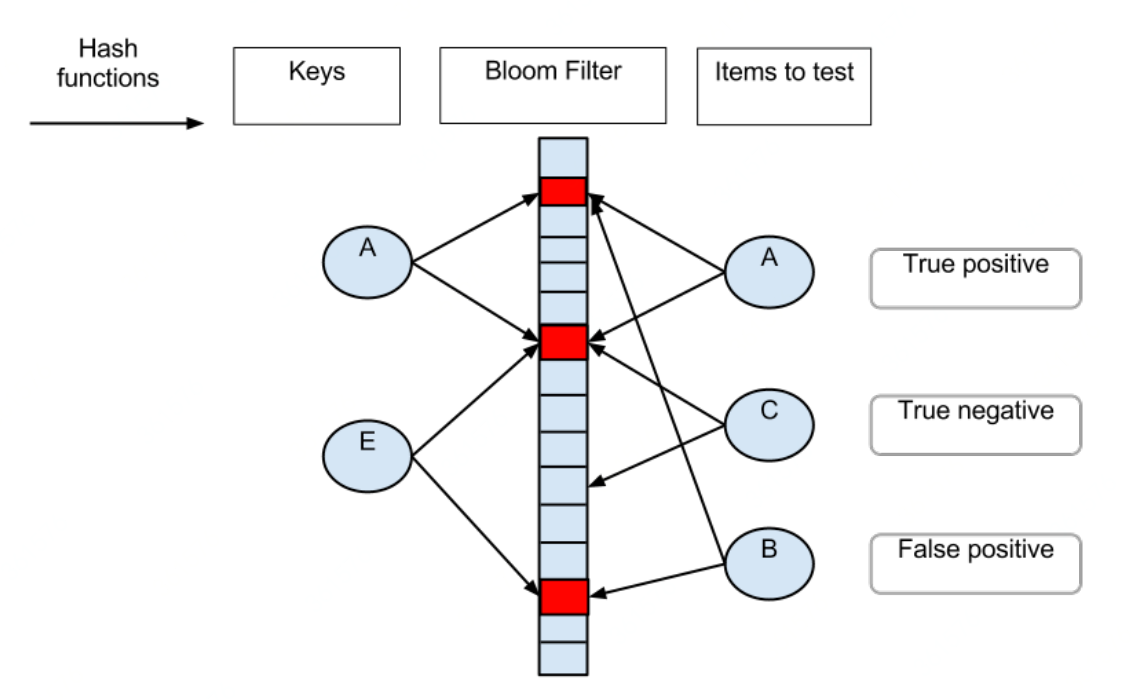 Hash
functions
Keys
Bloom Filter
Items to test
A
A
True positive
C
True negative
E
B
False positive